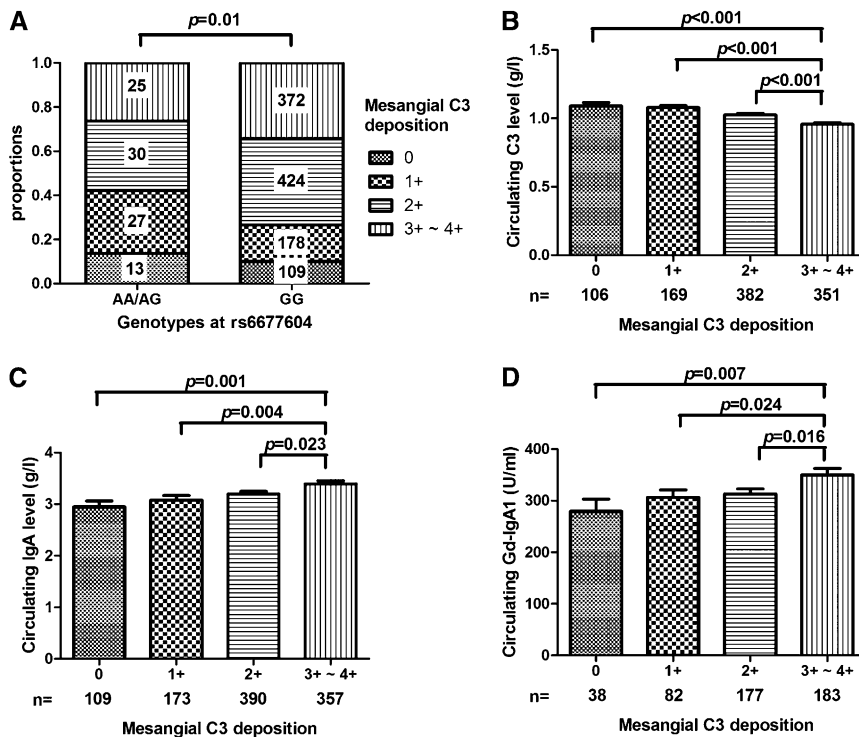 A
p=0.01
proportions
1.0
0.8
0.6
0.4
0.2
0.0
25
30
27
13
372
424
178
109
AA/AG GG
Genotypes at rs6677604
Mesangial C3
deposition
0
1+
2+
3+ ~ 4+
B
p<0.001
p<0.001
p<0.001
Circulating C3 level (g/l)
1.5
1.0
0.5
0.0
0 1+ 2+ 3+ ~ 4+
n= 106 169 382 351
Mesangial C3 deposition
C
p=0.001
p=0.004
p=0.023
Circulating IgA level (g/l)
4
3
2
1
0
0 1+ 2+ 3+ ~ 4+
n= 109 173 390 357
Mesangial C3 deposition
D
p=0.007
p=0.024
p=0.016
Circulating Gd-IgA1 (U/ml)
400
300
200
100
0
0 1+ 2+ 3+ ~ 4+
n= 38 82 177 183
Mesangial C3 deposition